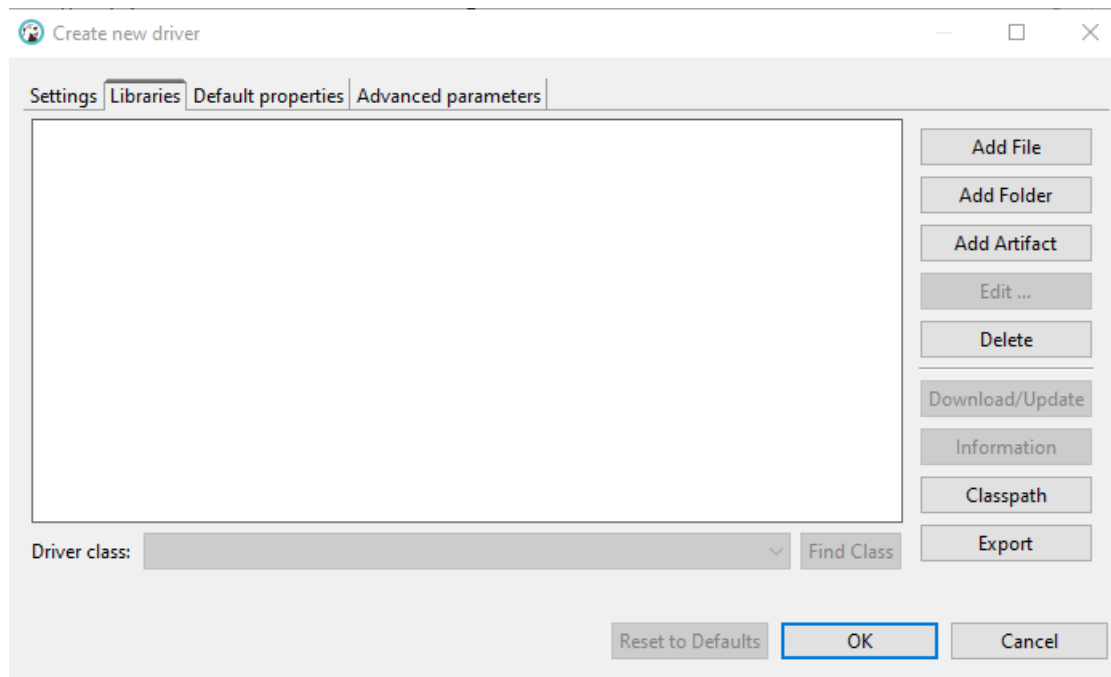 Create new driver
Settings Libraries Default properties Advanced parameters
Add File
Add Folder
Add Artifact
Edit ...
Delete
Download/Update
Information
Classpath
Export
Driver class:
Find Class
Reset to Defaults
OK
Cancel